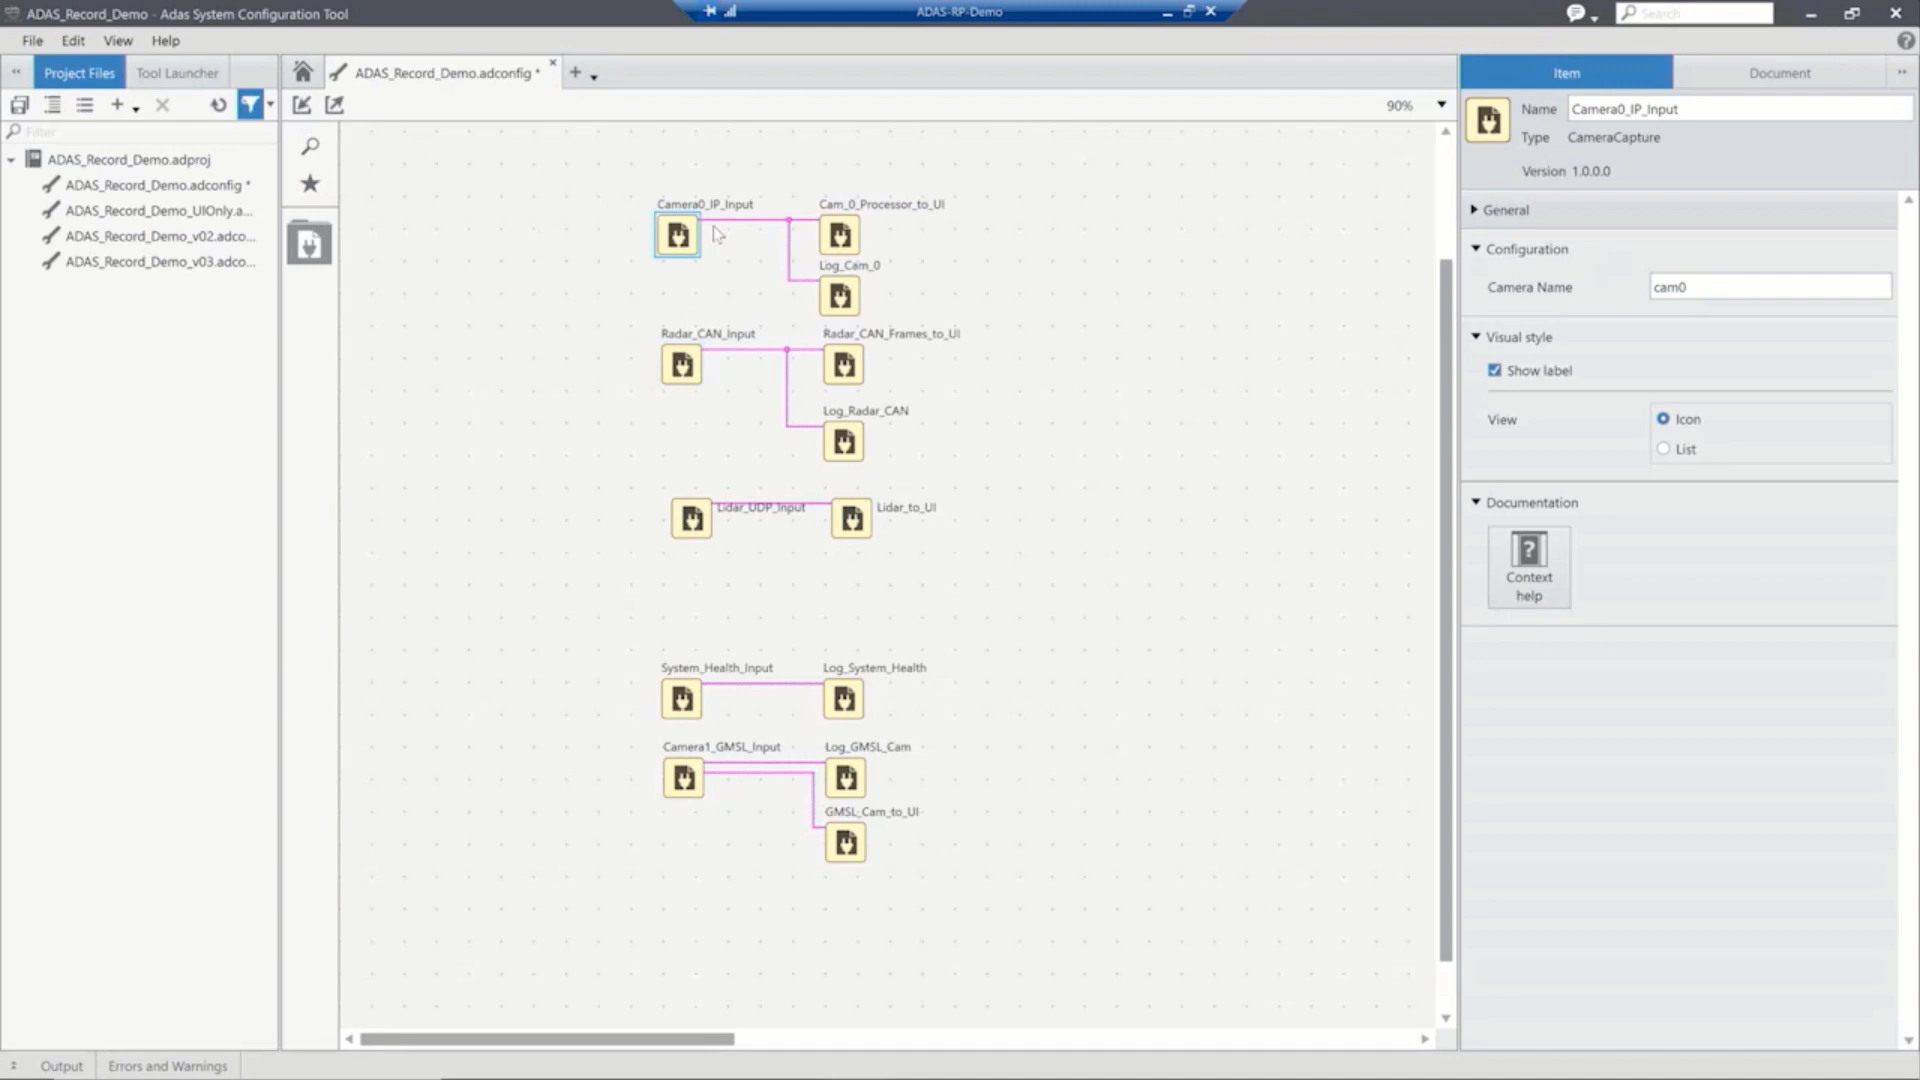 ADAS_Record_Demo - Adas System Configuration Tool
ADAS-RP-Demo
Search
File Edit View Help
Project Files
Tool Launcher
ADAS_Record_Demo.adconfig *
90%
Filter
ADAS_Record_Demo.adproj
ADAS_Record_Demo.adconfig *
ADAS_Record_Demo_UIOnly.a...
ADAS_Record_Demo_v02.adco...
ADAS_Record_Demo_v03.adco...
Camera0_IP_Input
Cam_0_Processor_to_UI
Log_Cam_0
Radar_CAN_Input
Radar_CAN_Frames_to_UI
Log_Radar_CAN
Lidar_UDP_Input
Lidar_to_UI
System_Health_Input
Log_System_Health
Camera1_GMSL_Input
Log_GMSL_Cam
GMSL_Cam_to_UI
Item
Document
Name Camera0_IP_Input
Type CameraCapture
Version 1.0.0.0
General
Configuration
Camera Name cam0
Visual style
Show label
View
Icon
List
Documentation
Context
help
Output
Errors and Warnings